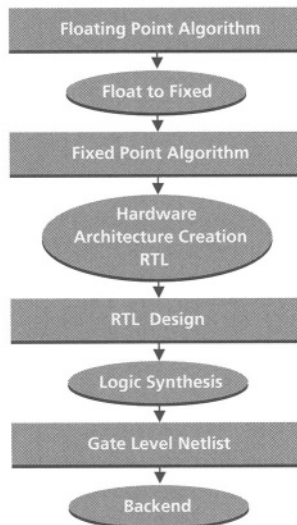 Floating Point Algorithm
Float to Fixed
Fixed Point Algorithm
Hardware
Architecture Creation
RTL
RTL Design
Logic Synthesis
Gate Level Netlist
Backend